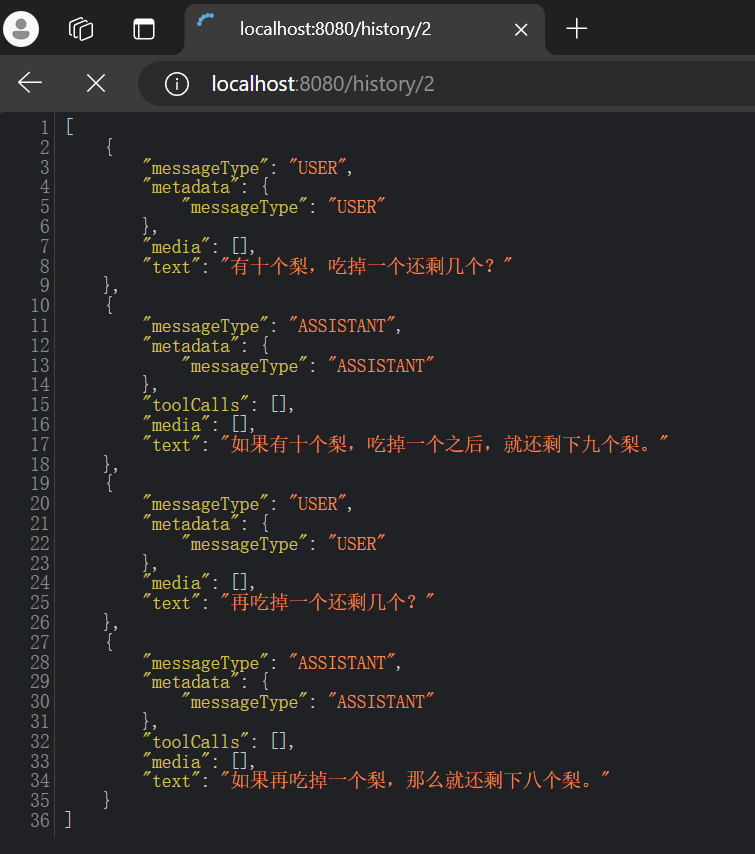 localhost:8080/history/2
localhost:8080/history/2
1 [
2     {
3         "messageType": "USER",
4         "metadata": {
5             "messageType": "USER"
6         },
7         "media": [],
8         "text": "有十个梨，吃掉一个还剩几个？"
9     },
10     {
11         "messageType": "ASSISTANT",
12         "metadata": {
13             "messageType": "ASSISTANT"
14         },
15         "toolCalls": [],
16         "media": [],
17         "text": "如果有十个梨，吃掉一个之后，就还剩下九个梨。"
18     },
19     {
20         "messageType": "USER",
21         "metadata": {
22             "messageType": "USER"
23         },
24         "media": [],
25         "text": "再吃掉一个还剩几个？"
26     },
27     {
28         "messageType": "ASSISTANT",
29         "metadata": {
30             "messageType": "ASSISTANT"
31         },
32         "toolCalls": [],
33         "media": [],
34         "text": "如果再吃掉一个梨，那么就还剩下八个梨。"
35     }
36 ]